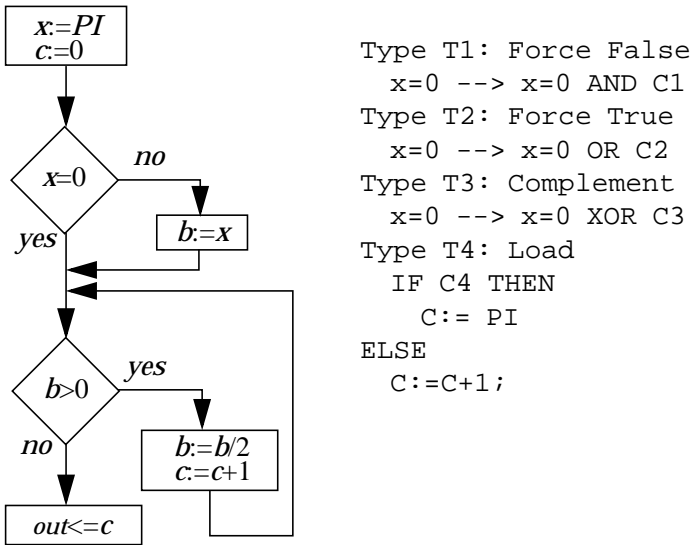 x:=PI
c:=0
x=0
no
yes
b:=x
b>0
yes
no
b:=b/2
c:=c+1
out<=c
Type T1: Force False
x=0 --> x=0 AND C1
Type T2: Force True
x=0 --> x=0 OR C2
Type T3: Complement
x=0 --> x=0 XOR C3
Type T4: Load
IF C4 THEN
C:= PI
ELSE
C:=C+1;